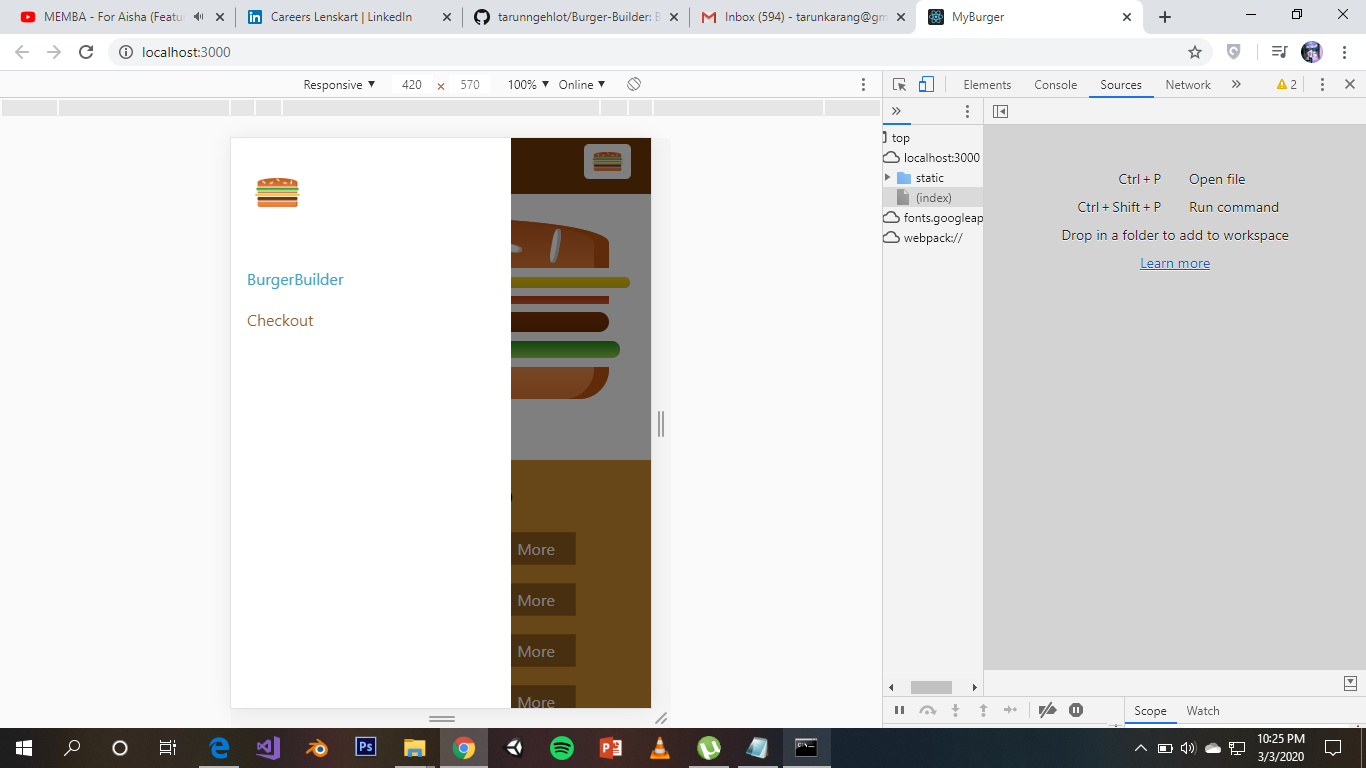 MEMBA - For Aisha (Featu
Careers Lenskart | LinkedIn
tarunngehlot/Burger-Builder: B
Inbox (594) - tarunkarang@gm
MyBurger
localhost:3000
Responsive 420 × 570 100% Online
Elements Console Sources Network » 2
»
top
localhost:3000
static
(index)
fonts.googleap
webpack://
Ctrl + P Open file
Ctrl + Shift + P Run command
Drop in a folder to add to workspace
Learn more
BurgerBuilder
Checkout
More
More
More
More
Scope Watch
Ps
10:25 PM
3/3/2020